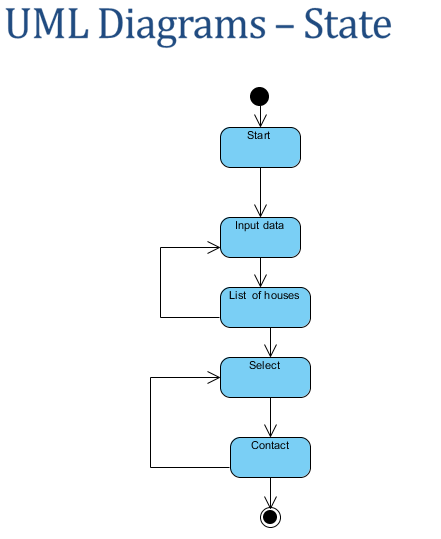 UML Diagrams – State
Start
Input data
List of houses
Select
Contact